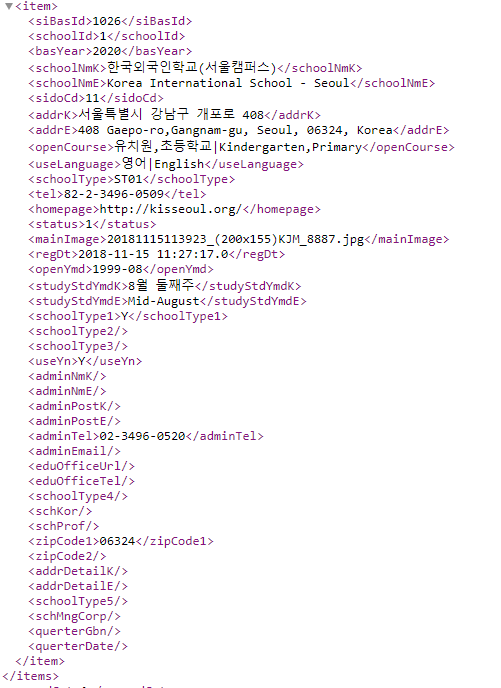 ▼<item>
<siBasId>1026</siBasId>
<schoolId>1</schoolId>
<basYear>2020</basYear>
<schoolNmK>한국외국인학교(서울캠퍼스)</schoolNmK>
<schoolNmE>Korea International School - Seoul</schoolNmE>
<sidoCd>11</sidoCd>
<addrK>서울특별시 강남구 개포로 408</addrK>
<addrE>408 Gaepo-ro,Gangnam-gu, Seoul, 06324, Korea</addrE>
<openCourse>유치원,초등학교|Kindergarten,Primary</openCourse>
<useLanguage>영어|English</useLanguage>
<schoolType>ST01</schoolType>
<tel>82-2-3496-0509</tel>
<homepage>http://kisseoul.org/</homepage>
<status>1</status>
<mainImage>20181115113923_(200x155)KJM_8887.jpg</mainImage>
<regDt>2018-11-15 11:27:17.0</regDt>
<openYmd>1999-08</openYmd>
<studyStdYmdK>8월 둘째주</studyStdYmdK>
<studyStdYmdE>Mid-August</studyStdYmdE>
<schoolType1>Y</schoolType1>
<schoolType2/>
<schoolType3/>
<useYn>Y</useYn>
<adminNmK/>
<adminNmE/>
<adminPostK/>
<adminPostE/>
<adminTel>02-3496-0520</adminTel>
<adminEmail/>
<eduOfficeUrl/>
<eduOfficeTel/>
<schoolType4/>
<schKor/>
<schProf/>
<zipCode1>06324</zipCode1>
<zipCode2/>
<addrDetailK/>
<addrDetailE/>
<schoolType5/>
<schMngCorp/>
<querterGbn/>
<querterDate/>
</item>
</items>